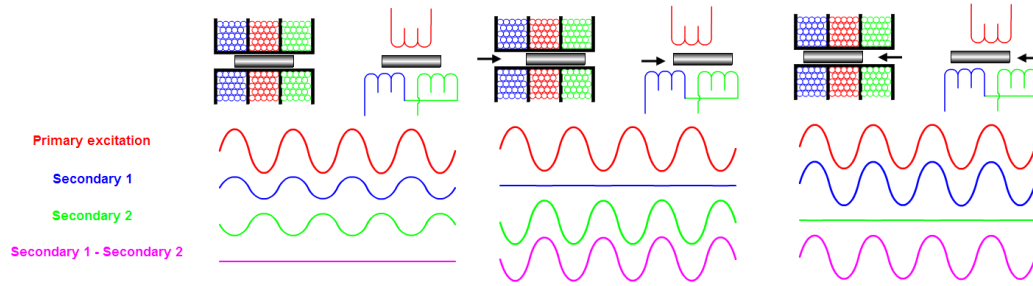 Primary excitation
Secondary 1
Secondary 2
Secondary 1 - Secondary 2